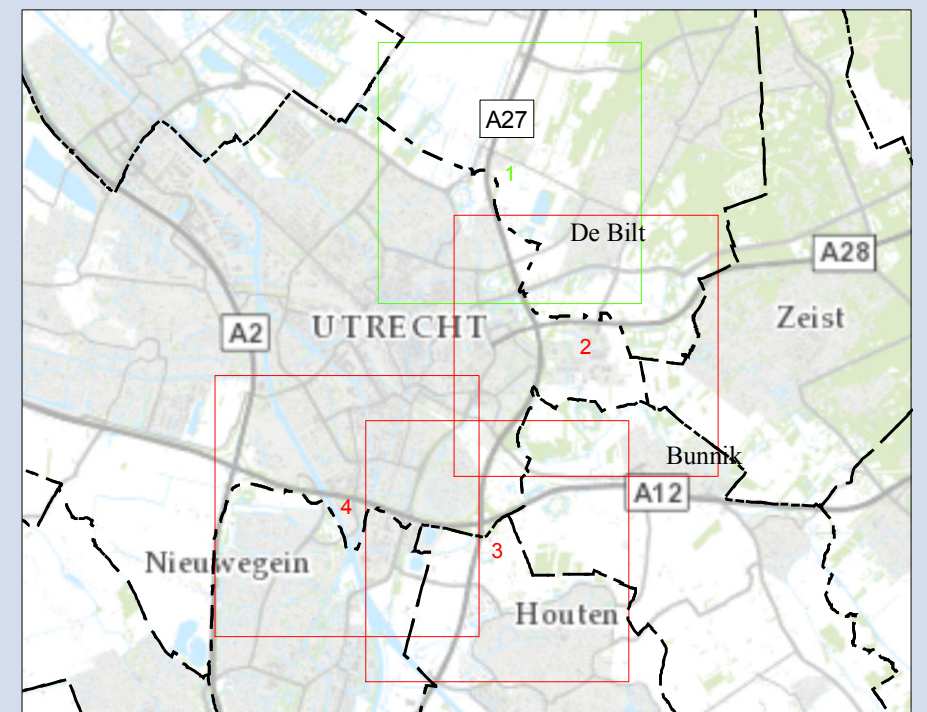 A27
1
De Bilt
A28
UTRECHT
Zeist
A2
2
Bunnik
A12
4
3
Nieuwegein
Houten